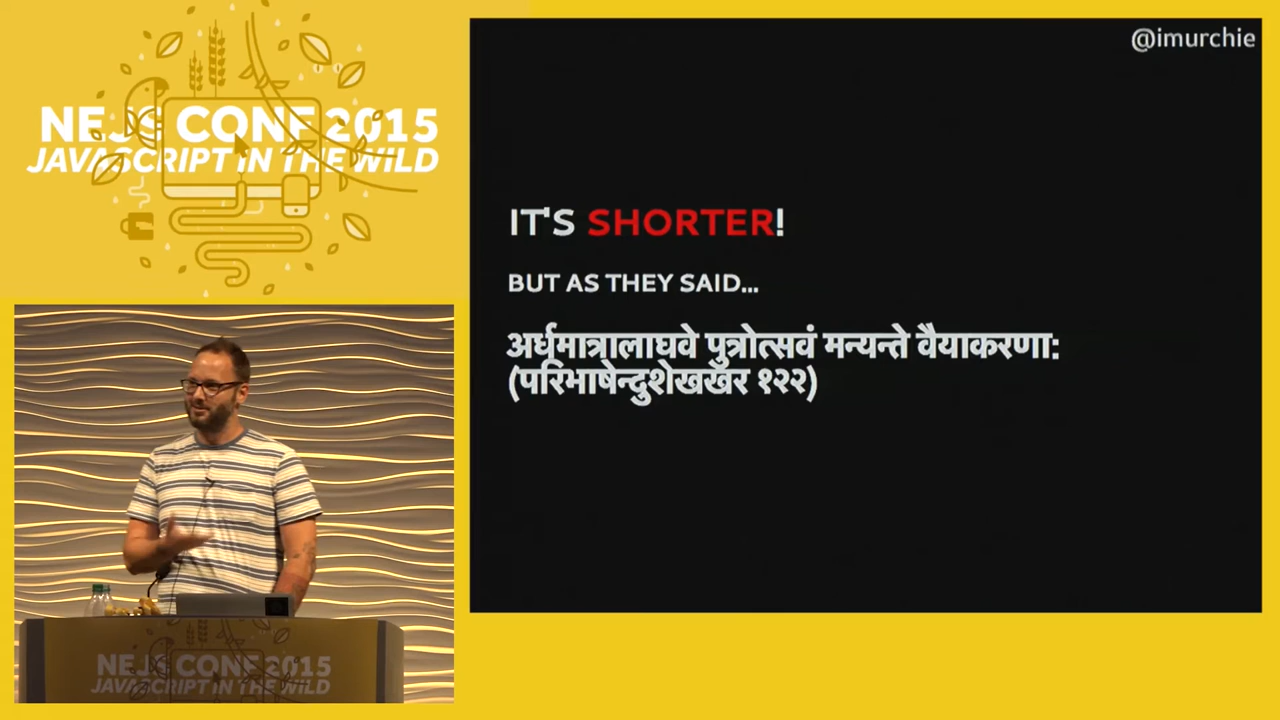 NEJS CONF 2015
JAVASCRIPT IN THE WILD
@imurchie
IT'S SHORTER!
BUT AS THEY SAID...
अर्धमात्रालाघवे पुत्रोत्सवं मन्यन्ते वैयाकरणा:
(परिभाषेन्दुशेखखर १२२)
NEJS CONF 2015
JAVASCRIPT IN THE WILD